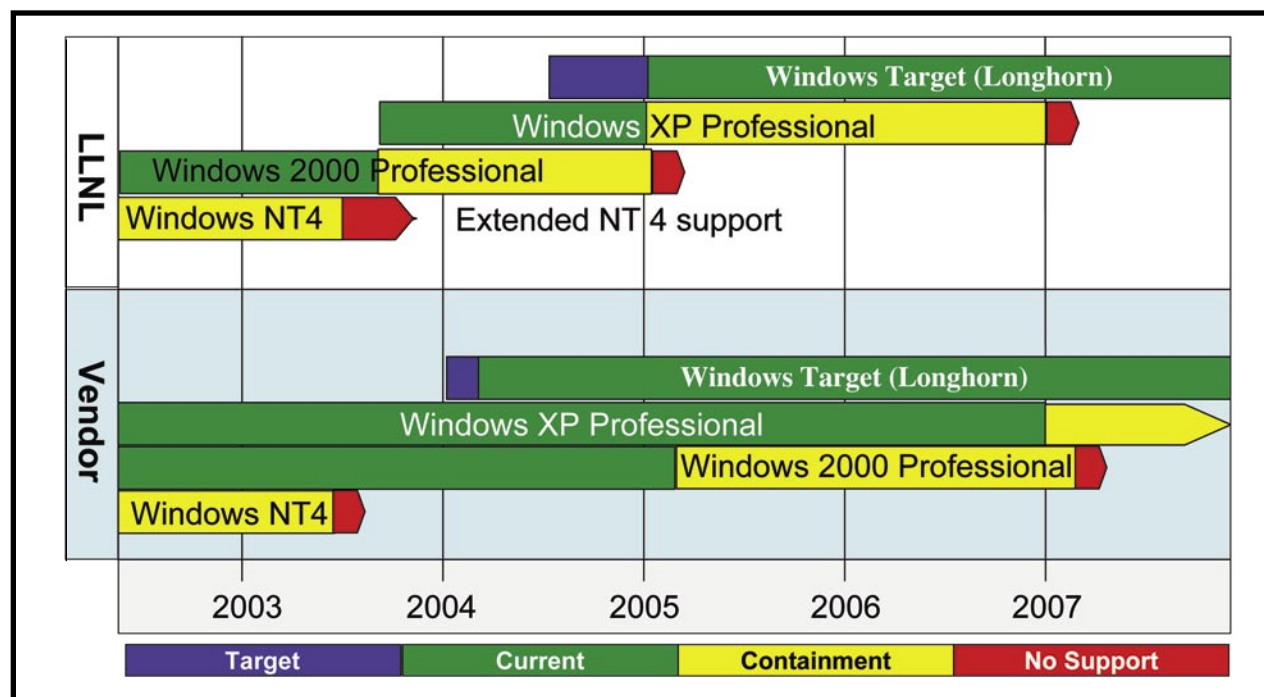 LLNL
Windows Target (Longhorn)
Windows XP Professional
Windows 2000 Professional
Windows NT4
Extended NT 4 support
Vendor
Windows Target (Longhorn)
Windows XP Professional
Windows 2000 Professional
Windows NT4
2003 2004 2005 2006 2007
Target Current Containment No Support